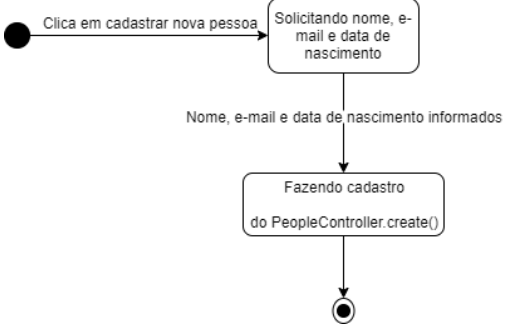 Clica em cadastrar nova pessoa
Solicitando nome, e-
mail e data de
nascimento
Nome, e-mail e data de nascimento informados
Fazendo cadastro
do PeopleController.create()